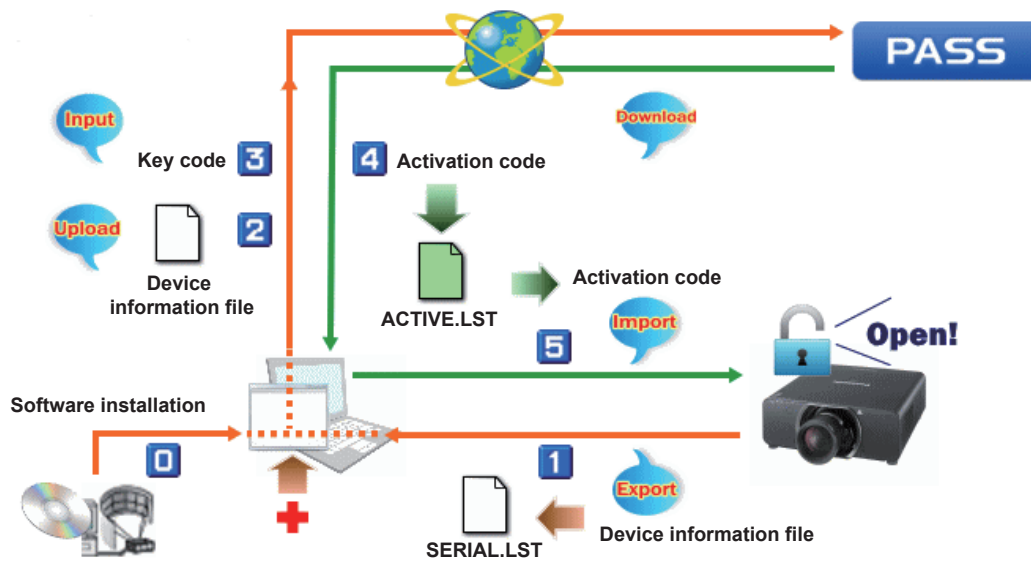 PASS
Input
Download
Key code 3
4 Activation code
Upload
2
Device
information file
ACTIVE.LST
Activation code
Import
5
Open!
Software installation
0
1
Export
SERIAL.LST
Device information file